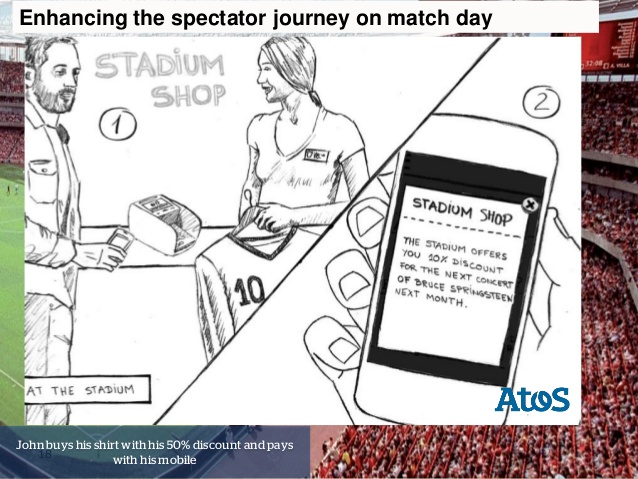 Enhancing the spectator journey on match day
STADIUM
SHOP
1
10
AT THE STADIUM
2
STADIUM SHOP
THE STADIUM OFFERS
YOU 10% DISCOUNT
FOR THE NEXT CONCERT
OF BRUCE SPRINGSTEEN
NEXT MONTH.
Atos
John buys his shirt with his 50% discount and pays
with his mobile
18
A. VILLA